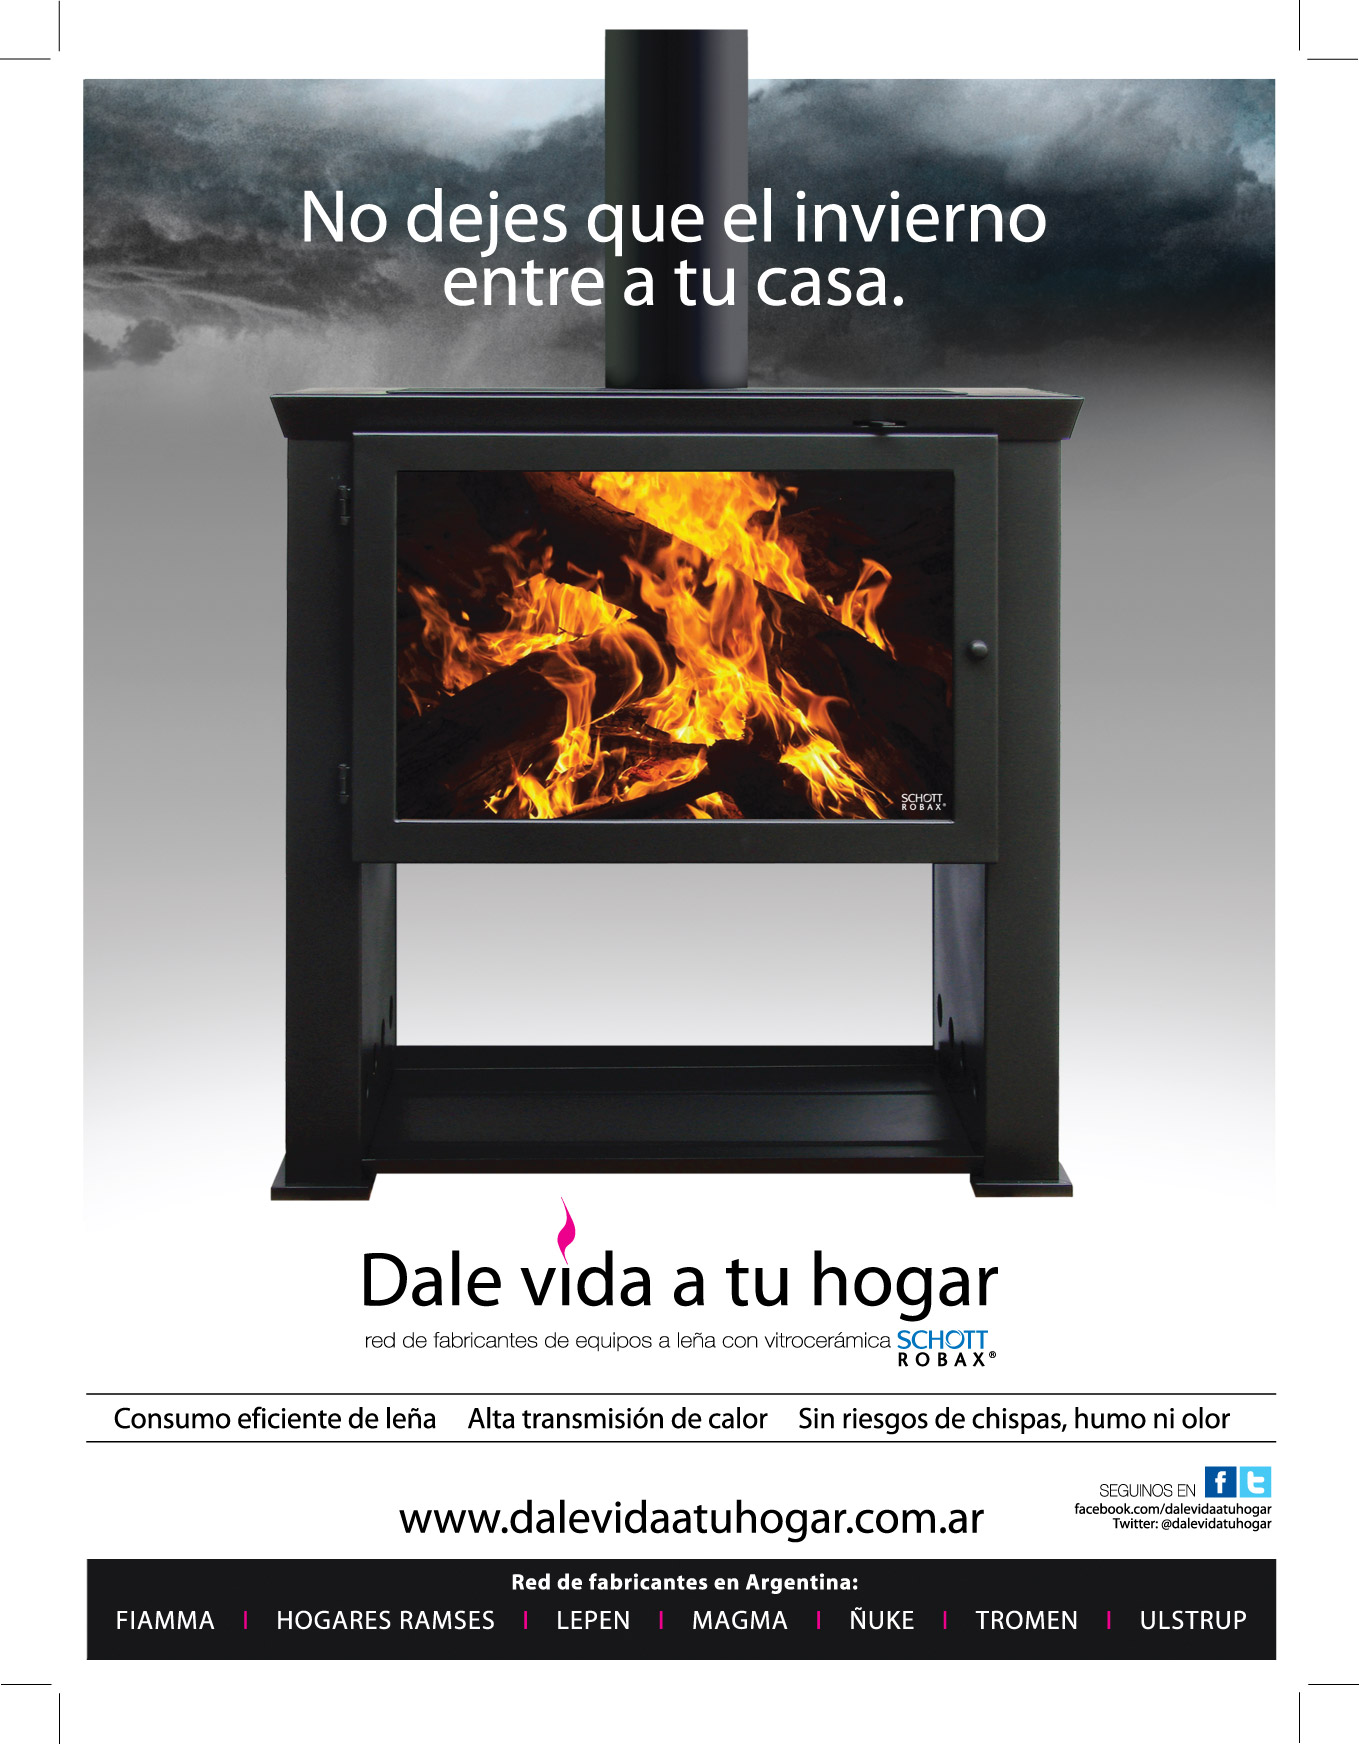 No dejes que el invierno
entre a tu casa.
SCHOTT
ROBAX®
Dale vida a tu hogar
red de fabricantes de equipos a leña con vitrocerámica SCHOTT
ROBAX®
Consumo eficiente de leña Alta transmisión de calor Sin riesgos de chispas, humo ni olor
SEGUINOS EN f t
facebook.com/dalevidaatuhogar
Twitter: @dalevidatuhogar
www.dalevidaatuhogar.com.ar
Red de fabricantes en Argentina:
FIAMMA | HOGARES RAMSES | LEPEN | MAGMA | ÑUKE | TROMEN | ULSTRUP